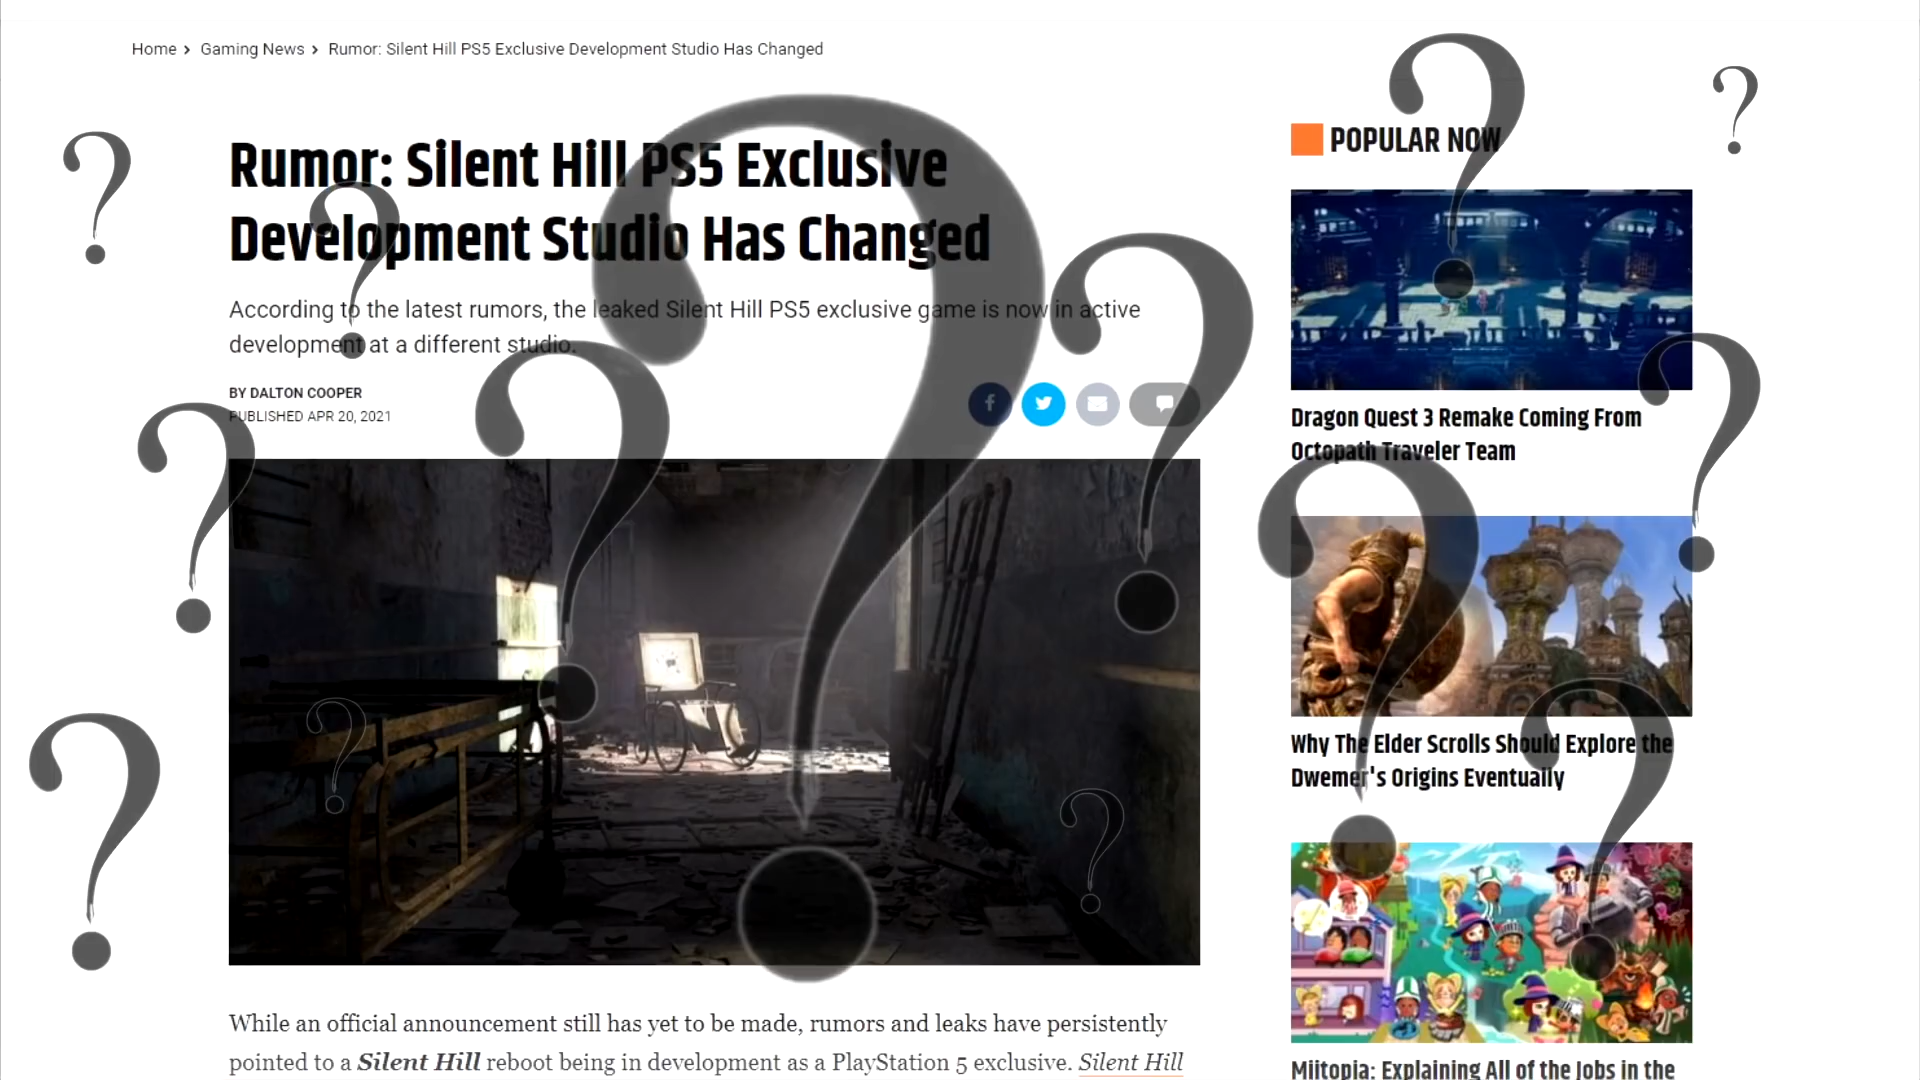 Home > Gaming News > Rumor: Silent Hill PS5 Exclusive Development Studio Has Changed
Rumor: Silent Hill PS5 Exclusive
Development Studio Has Changed
According to the latest rumors, the leaked Silent Hill PS5 exclusive game is now in active
development at a different studio.
BY DALTON COOPER
PUBLISHED APR 20, 2021
While an official announcement still has yet to be made, rumors and leaks have persistently
pointed to a Silent Hill reboot being in development as a PlayStation 5 exclusive. Silent Hill
POPULAR NOW
Dragon Quest 3 Remake Coming From
Octopath Traveler Team
Why The Elder Scrolls Should Explore the
Dwemer's Origins Eventually
Miitopia: Explaining All of the Jobs in the
?
?
?
?
?
?
?
?
?
?
?
?
?
?